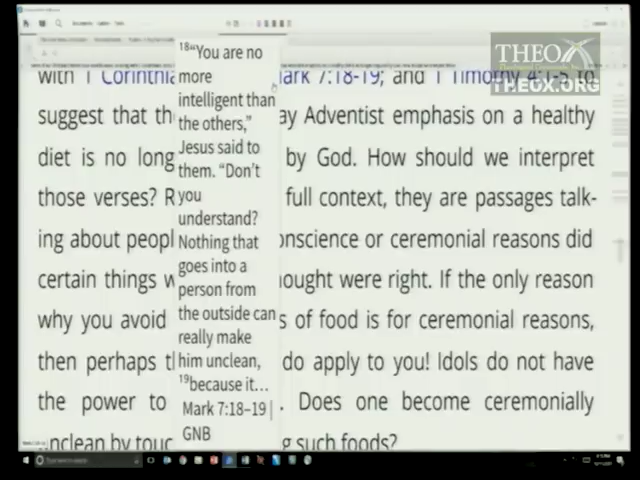 THEOX
THEOX.ORG
with 1 Corinthia ark 7:18-19; and 1 Timothy 4:1-5 to
suggest that th ay Adventist emphasis on a healthy
diet is no long by God. How should we interpret
those verses? R full context, they are passages talk-
ing about peopl onscience or ceremonial reasons did
certain things w hought were right. If the only reason
why you avoid s of food is for ceremonial reasons,
then perhaps t do apply to you! Idols do not have
the power to . Does one become ceremonially
unclean by touc g such foods?
18"You are no
more
intelligent than
the others,"
Jesus said to
them. "Don't
you
understand?
Nothing that
goes into a
person from
the outside can
really make
him unclean,
19because it...
Mark 7:18–19 |
GNB